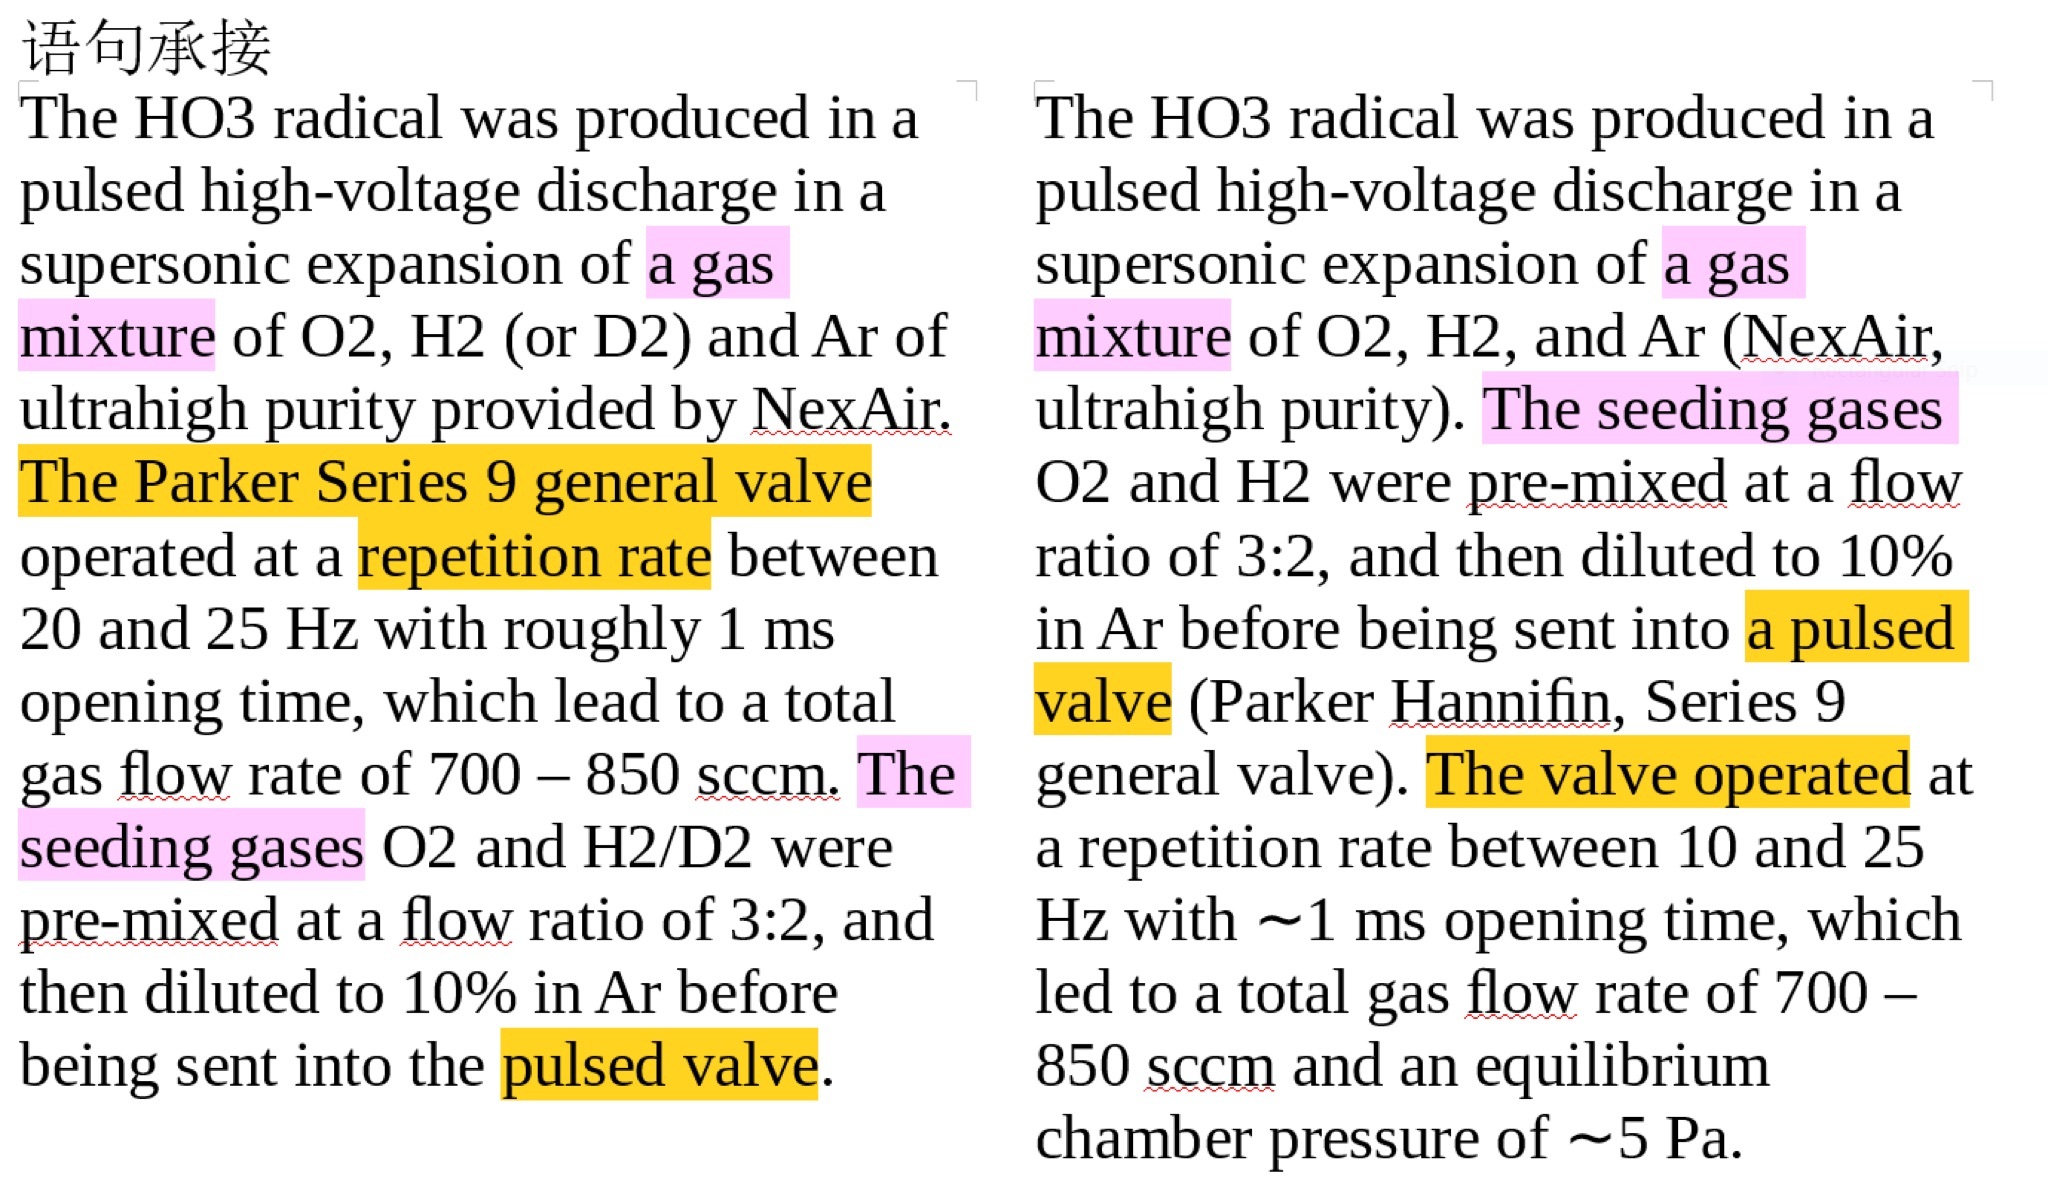 语句承接
The HO3 radical was produced in a
pulsed high-voltage discharge in a
supersonic expansion of a gas
mixture of O2, H2 (or D2) and Ar of
ultrahigh purity provided by NexAir.
The Parker Series 9 general valve
operated at a repetition rate between
20 and 25 Hz with roughly 1 ms
opening time, which lead to a total
gas flow rate of 700 – 850 sccm. The
seeding gases O2 and H2/D2 were
pre-mixed at a flow ratio of 3:2, and
then diluted to 10% in Ar before
being sent into the pulsed valve.
The HO3 radical was produced in a
pulsed high-voltage discharge in a
supersonic expansion of a gas
mixture of O2, H2, and Ar (NexAir,
ultrahigh purity). The seeding gases
O2 and H2 were pre-mixed at a flow
ratio of 3:2, and then diluted to 10%
in Ar before being sent into a pulsed
valve (Parker Hannifin, Series 9
general valve). The valve operated at
a repetition rate between 10 and 25
Hz with ∼1 ms opening time, which
led to a total gas flow rate of 700 –
850 sccm and an equilibrium
chamber pressure of ∼5 Pa.